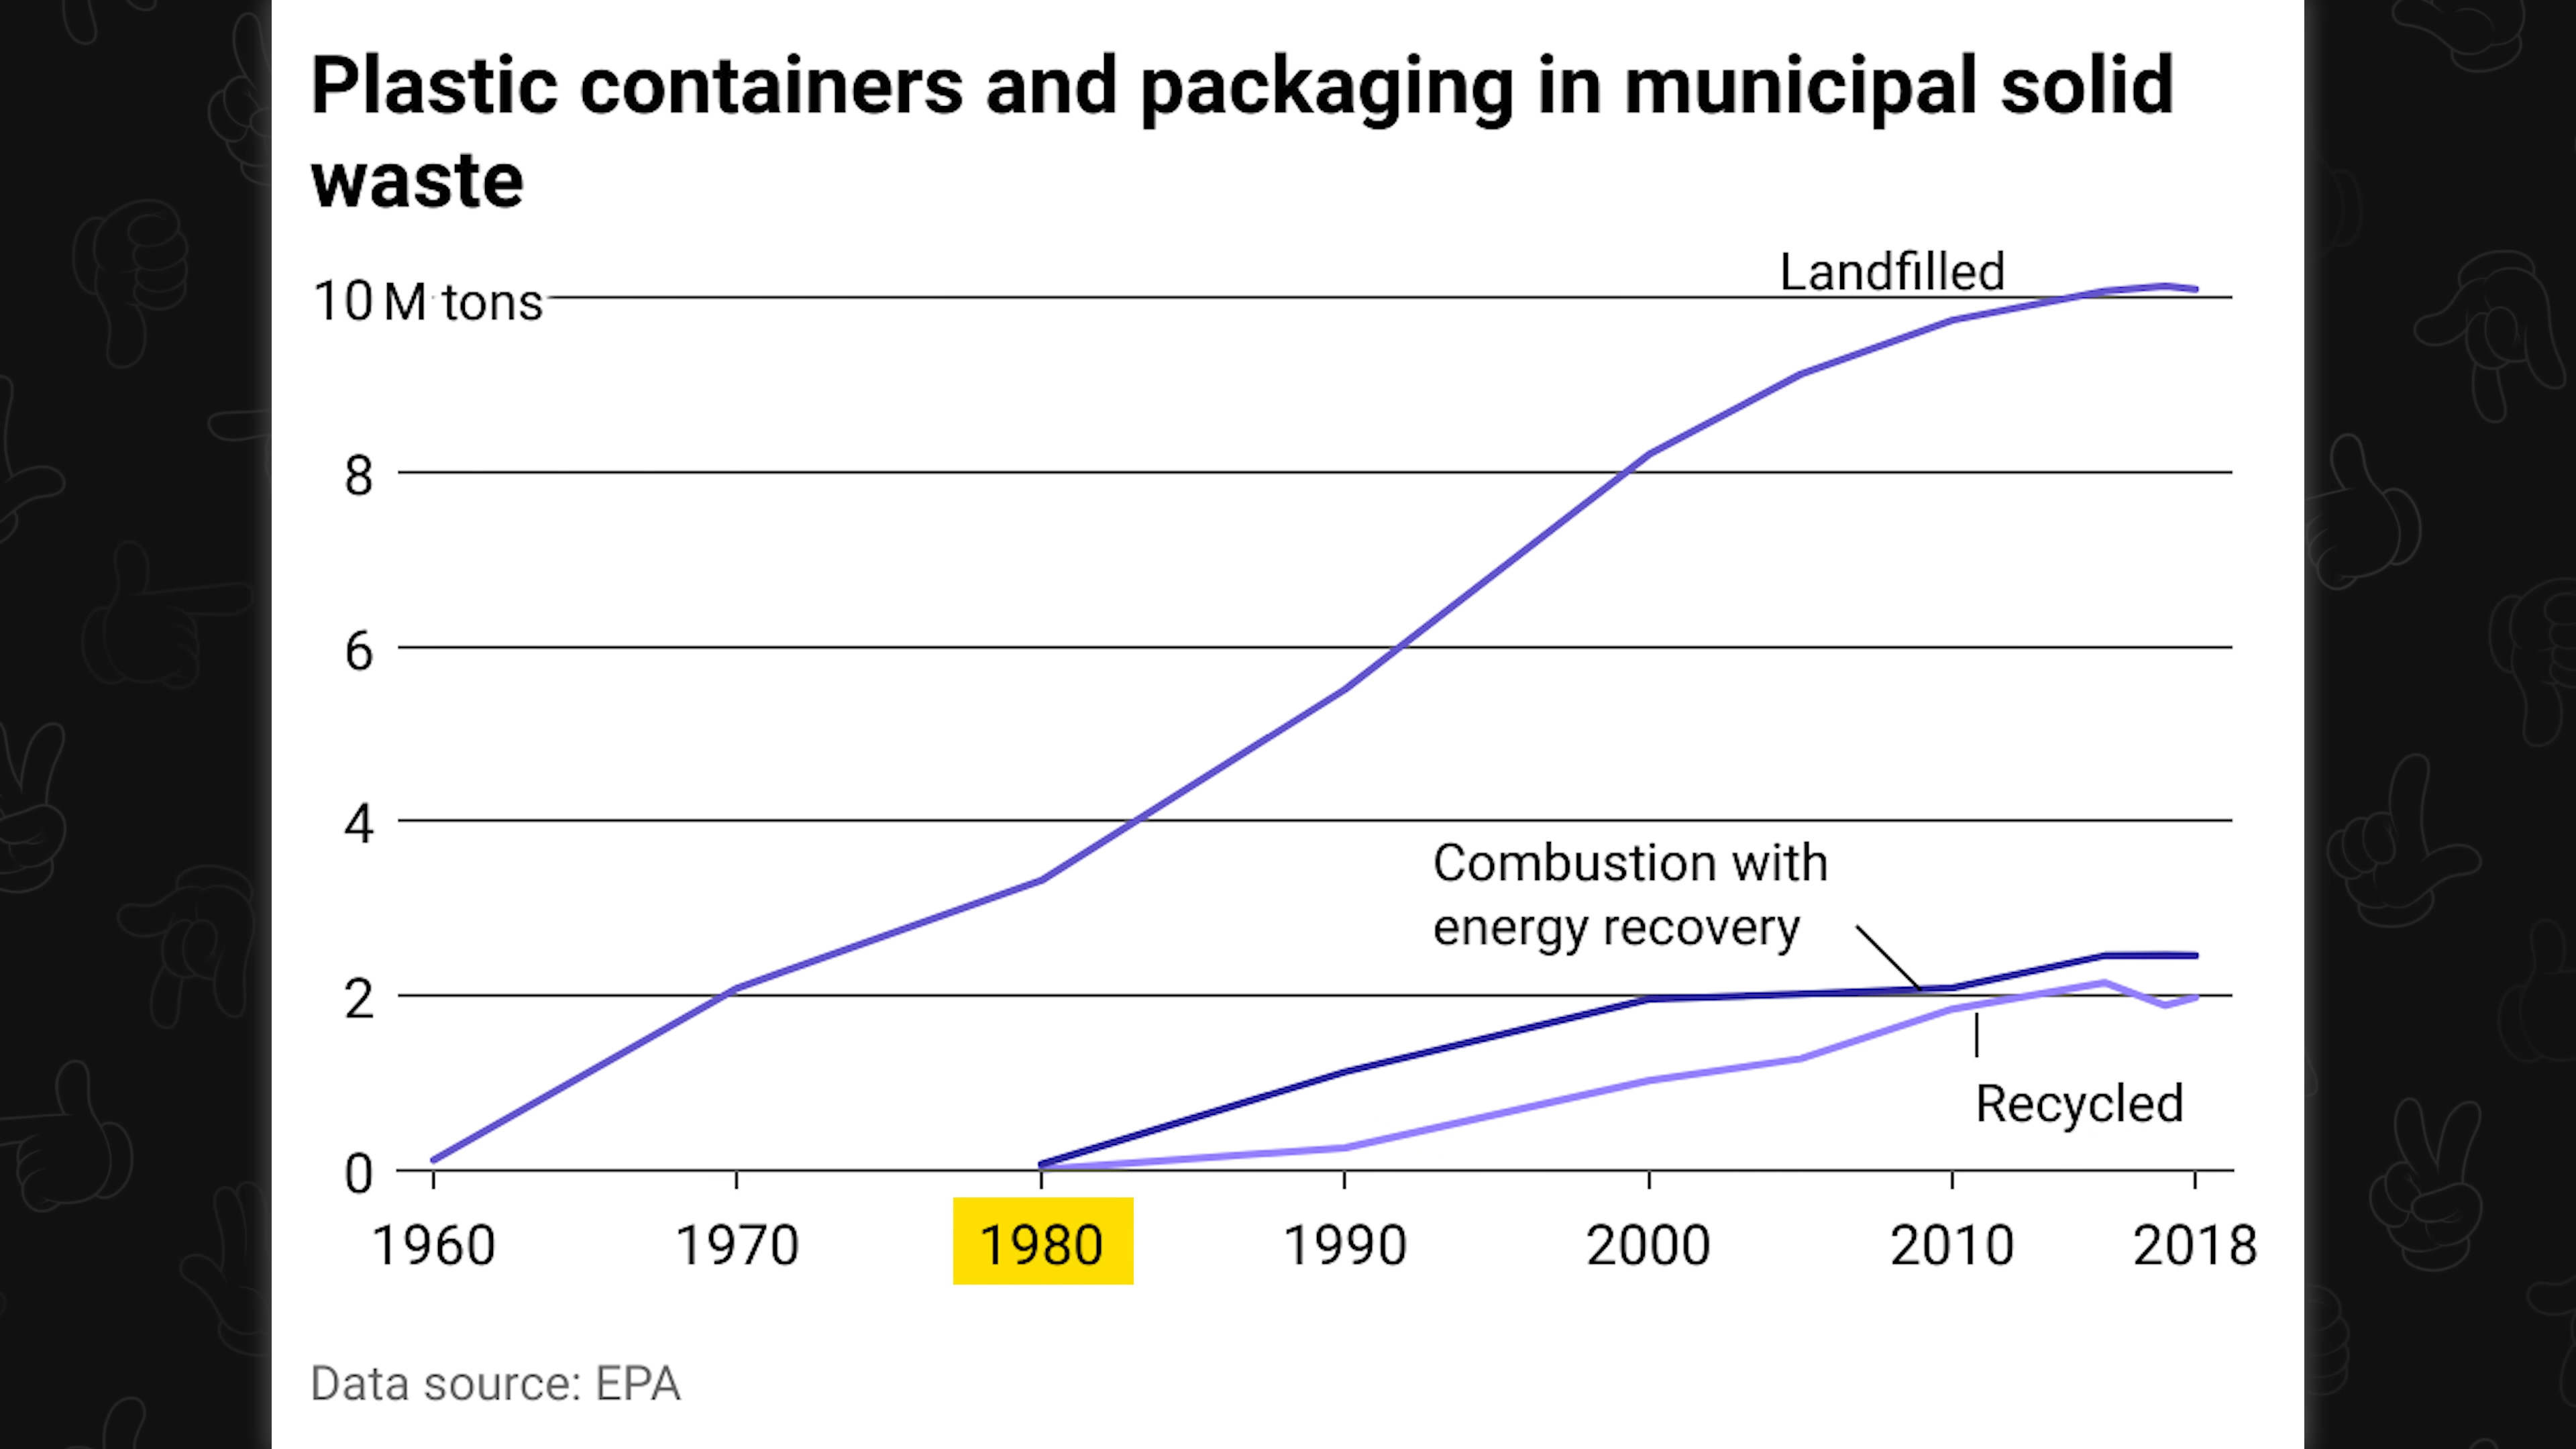 Plastic containers and packaging in municipal solid
waste
Landfilled
10 M tons
8
6
4
Combustion with
energy recovery
2
Recycled
0
1960 1970 1980 1990 2000 2010 2018
Data source: EPA